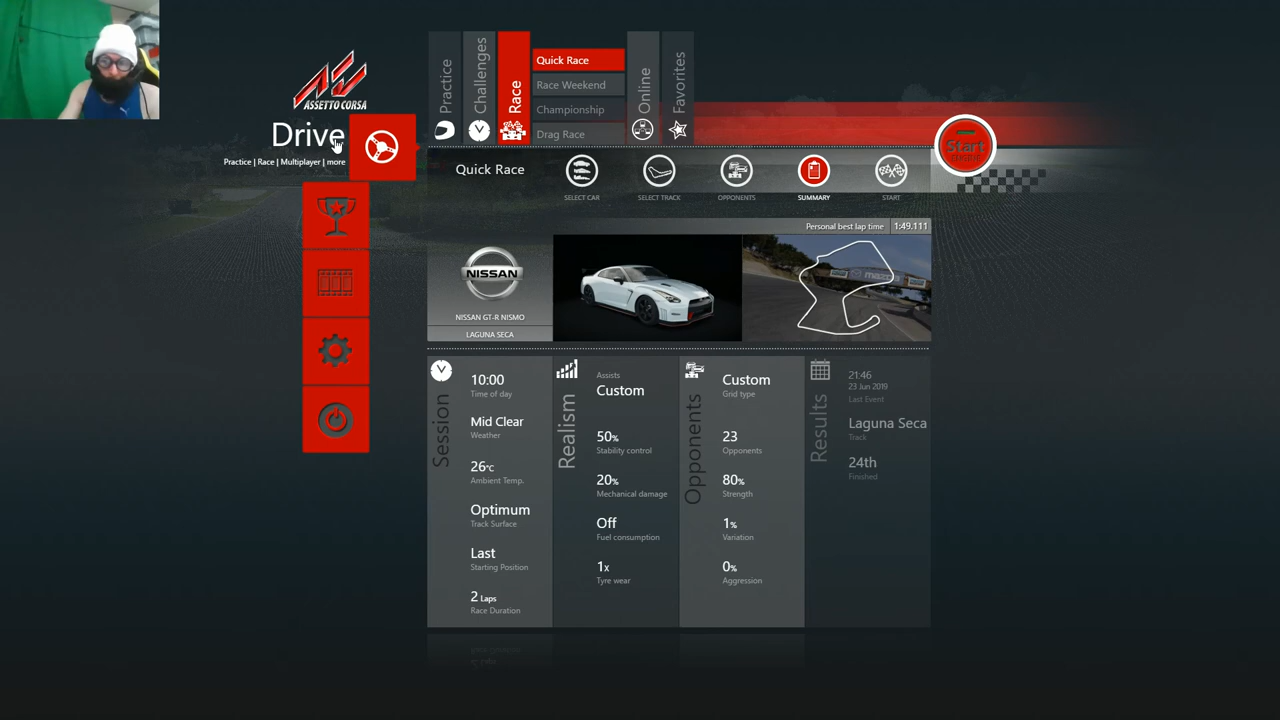 ASSETTO CORSA
Drive
Practice | Race | Multiplayer | more
Practice
Challenges
Race
Quick Race
Race Weekend
Championship
Drag Race
Online
Favorites
Start
Quick Race
SELECT CAR
SELECT TRACK
OPPONENTS
SUMMARY
START
Personal best lap time 1:49.111
NISSAN
NISSAN GT-R NISMO
LAGUNA SECA
Session
10:00
Time of day
Mid Clear
Weather
26°C
Ambient Temp.
Optimum
Track Surface
Last
Starting Position
2 Laps
Race Duration
Realism
Assists
Custom
50%
Stability control
20%
Mechanical damage
Off
Fuel consumption
1x
Tyre wear
Opponents
Custom
Grid type
23
Opponents
80%
Strength
1%
Variation
0%
Aggression
Results
21:46
23 Jun 2019
Last Event
Laguna Seca
Track
24th
Finished